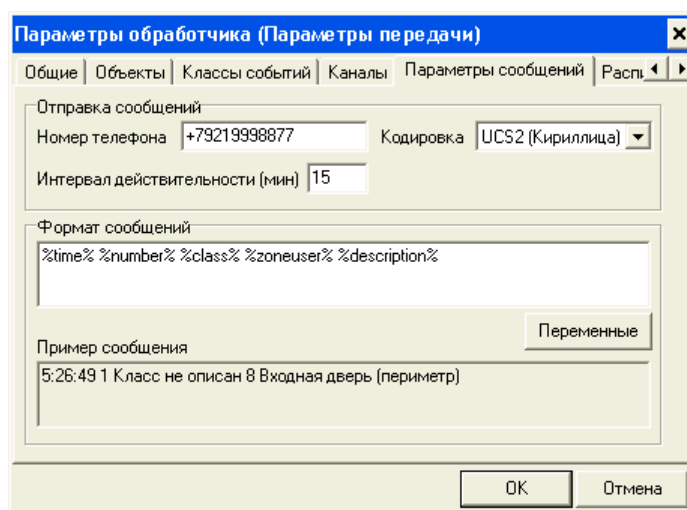 Параметры обработчика (Параметры передачи)
Общие Объекты Классы событий Каналы Параметры сообщений
Отправка сообщений
Номер телефона +79219998877 Кодировка UCS2 (Кириллица)
Интервал действительности (мин) 15
Формат сообщений
%time% %number% %class% %zoneuser% %description%
Переменные
Пример сообщения
5:26:49 1 Класс не описан 8 Входная дверь (периметр)
OK Отмена